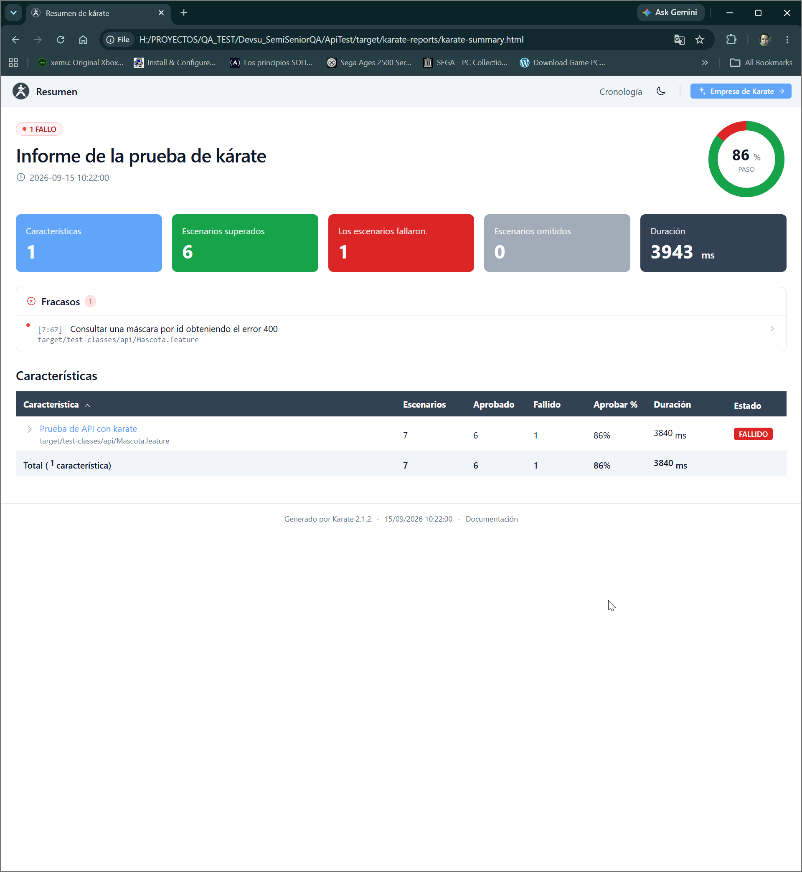 Resumen de kárate
Ask Gemini
File H:/PROYECTOS/QA_TEST/Devsu_SemiSeniorQA/ApiTest/target/karate-reports/karate-summary.html
xemu: Original Xbox... Install & Configure... Los principios SOLI... Sega Ages 2500 Ser... SEGA - PC Collectio... Download Game PC... » All Bookmarks
Resumen Cronología Empresa de Karate →
1 FALLO
Informe de la prueba de kárate
2026-09-15 10:22:00
86 %
PASO
Características
1
Escenarios superados
6
Los escenarios fallaron.
1
Escenarios omitidos
0
Duración
3943 ms
Fracasos 1
[7:67] Consultar una máscara por id obteniendo el error 400
target/test-classes/api/Mascota.feature
Características
Característica Escenarios Aprobado Fallido Aprobar % Duración Estado
Prueba de API con karate 7 6 1 86% 3840 ms FALLIDO
target/test-classes/api/Mascota.feature
Total ( 1 característica) 7 6 1 86% 3840 ms
Generado por Karate 2.1.2 · 15/09/2026 10:22:00 · Documentación